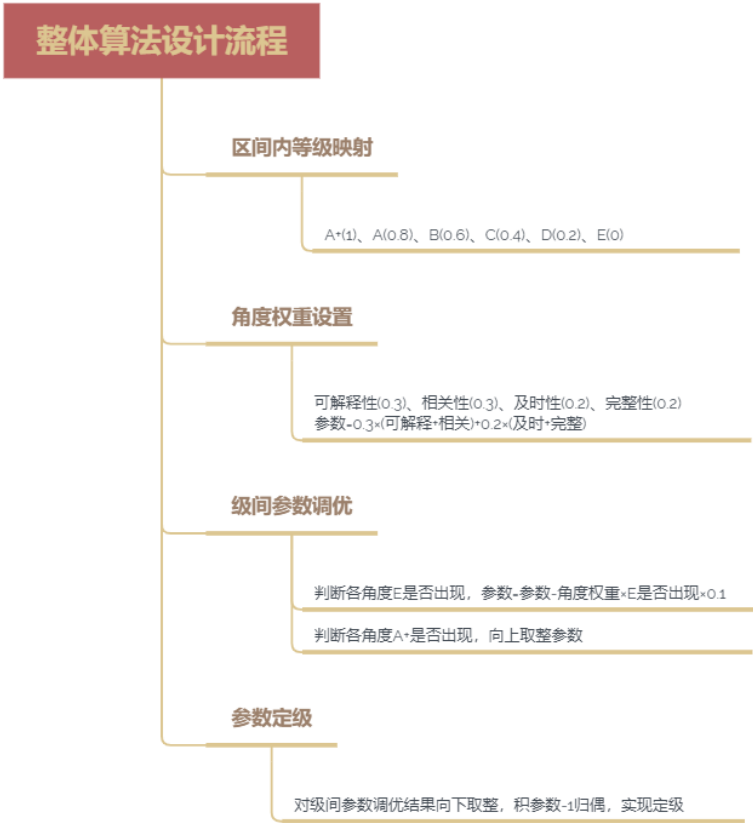 整体算法设计流程
区间内等级映射
A+(1)、A(0.8)、B(0.6)、C(0.4)、D(0.2)、E(0)
角度权重设置
可解释性(0.3)、相关性(0.3)、及时性(0.2)、完整性(0.2)
参数=0.3×(可解释+相关)+0.2×(及时+完整)
级间参数调优
判断各角度E是否出现，参数=参数-角度权重×E是否出现×0.1
判断各角度A+是否出现，向上取整参数
参数定级
对级间参数调优结果向下取整，积参数-1归偶，实现定级